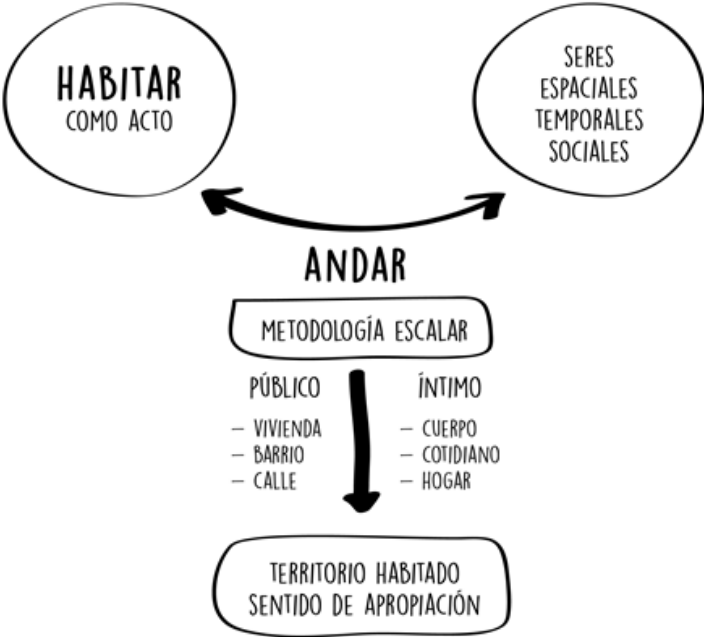 HABITAR
COMO ACTO
SERES
ESPACIALES
TEMPORALES
SOCIALES
ANDAR
METODOLOGÍA ESCALAR
PÚBLICO
– VIVIENDA
– BARRIO
– CALLE
ÍNTIMO
– CUERPO
– COTIDIANO
– HOGAR
TERRITORIO HABITADO
SENTIDO DE APROPIACIÓN